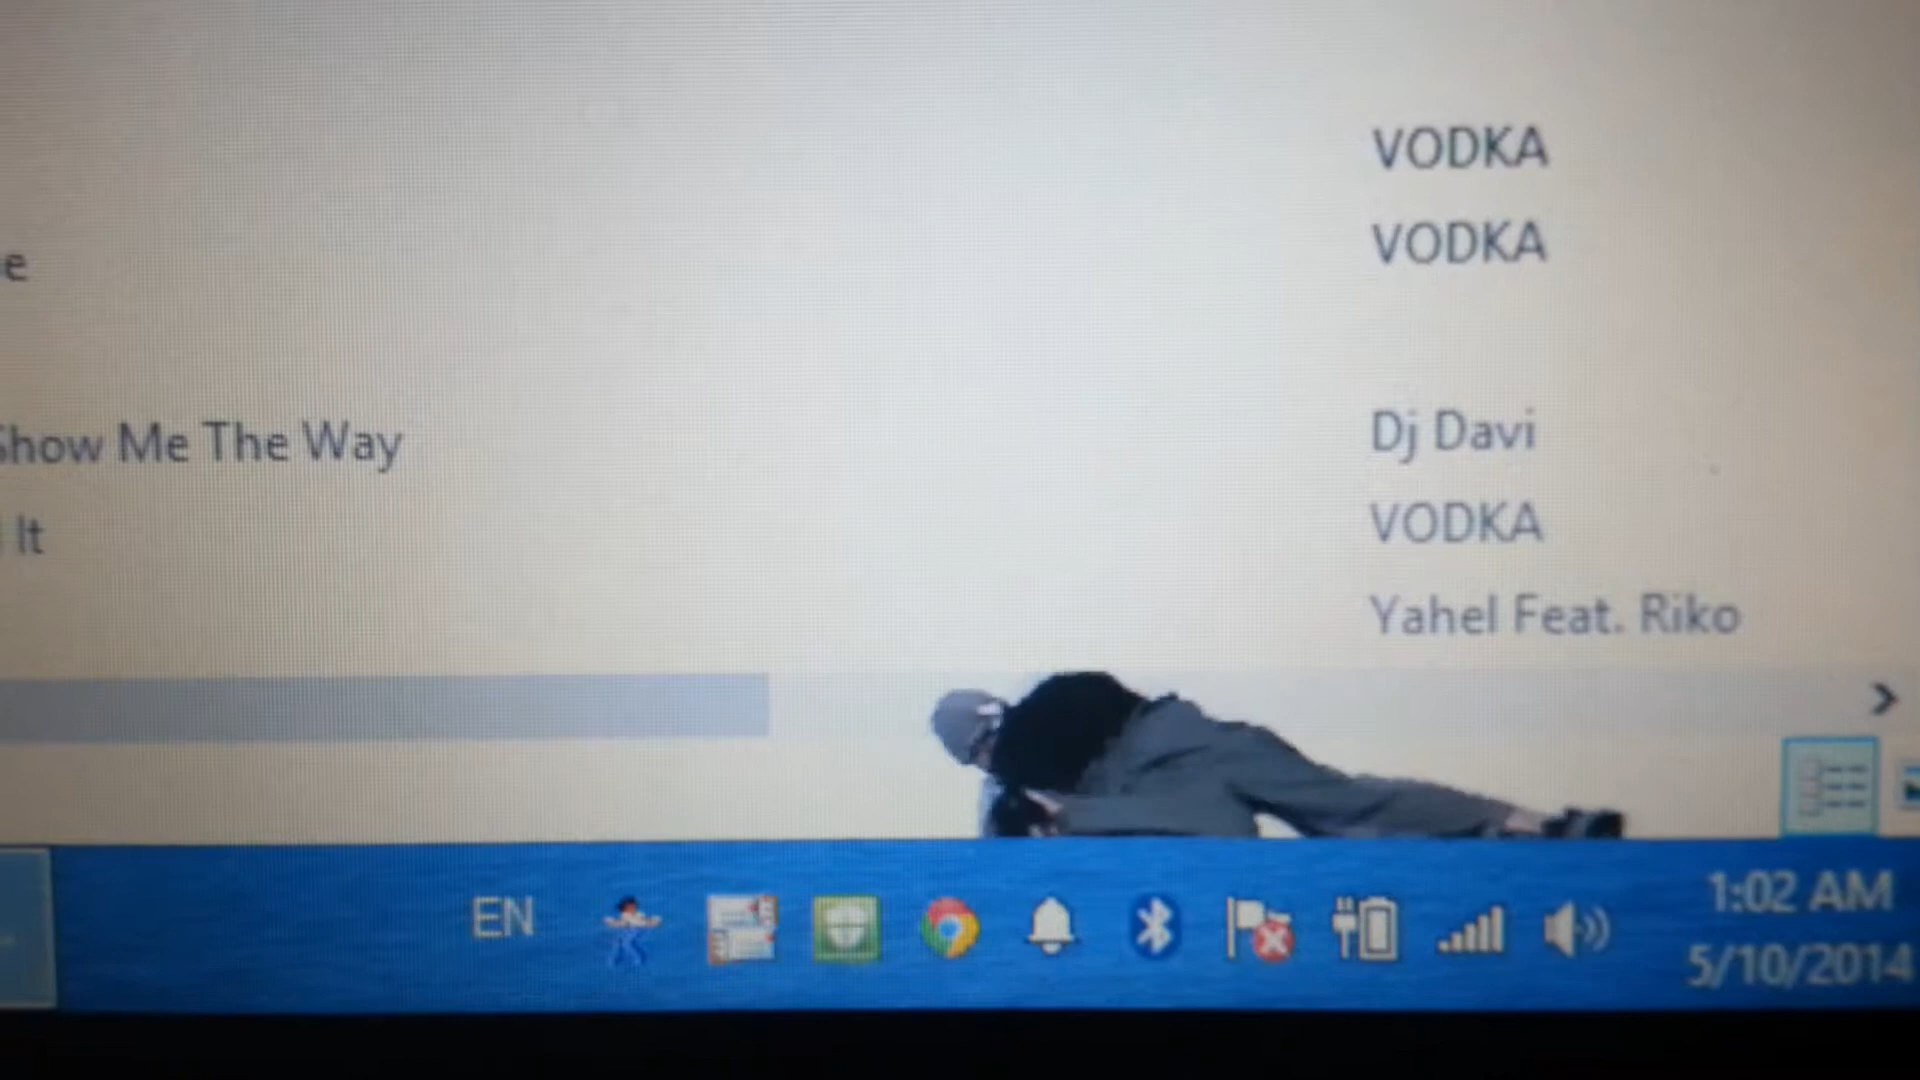 VODKA
e VODKA
Show Me The Way Dj Davi
It VODKA
Yahel Feat. Riko
EN
1:02 AM
5/10/2014